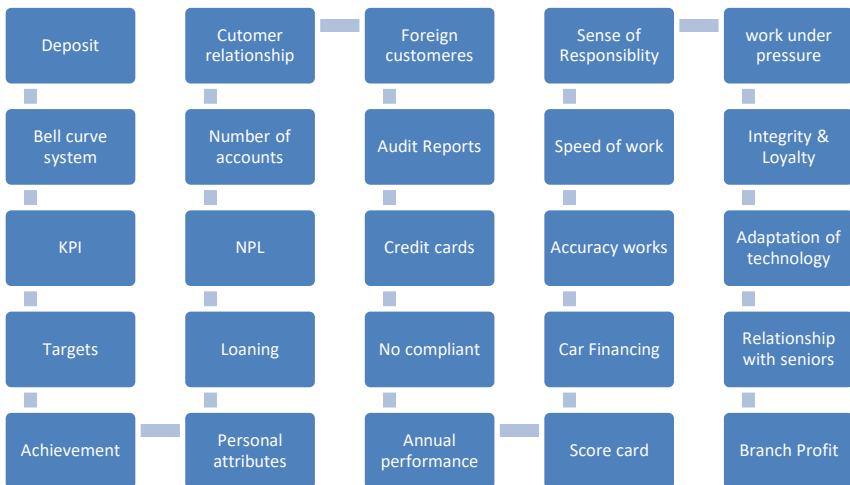 Deposit
Bell curve
system
KPI
Targets
Achievement
Personal
attributes
Loaning
NPL
Number of
accounts
Cutomer
relationship
Foreign
customeres
Audit Reports
Credit cards
No compliant
Annual
performance
Score card
Car Financing
Accuracy works
Speed of work
Sense of
Responsiblity
work under
pressure
Integrity &
Loyalty
Adaptation of
technology
Relationship
with seniors
Branch Profit